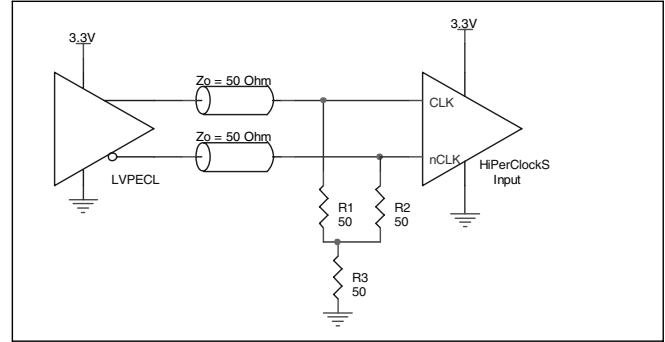 3.3V
3.3V
Zo = 50 Ohm
CLK
Zo = 50 Ohm
nCLK
HiPerClockS
Input
LVPECL
R1
50
R2
50
R3
50